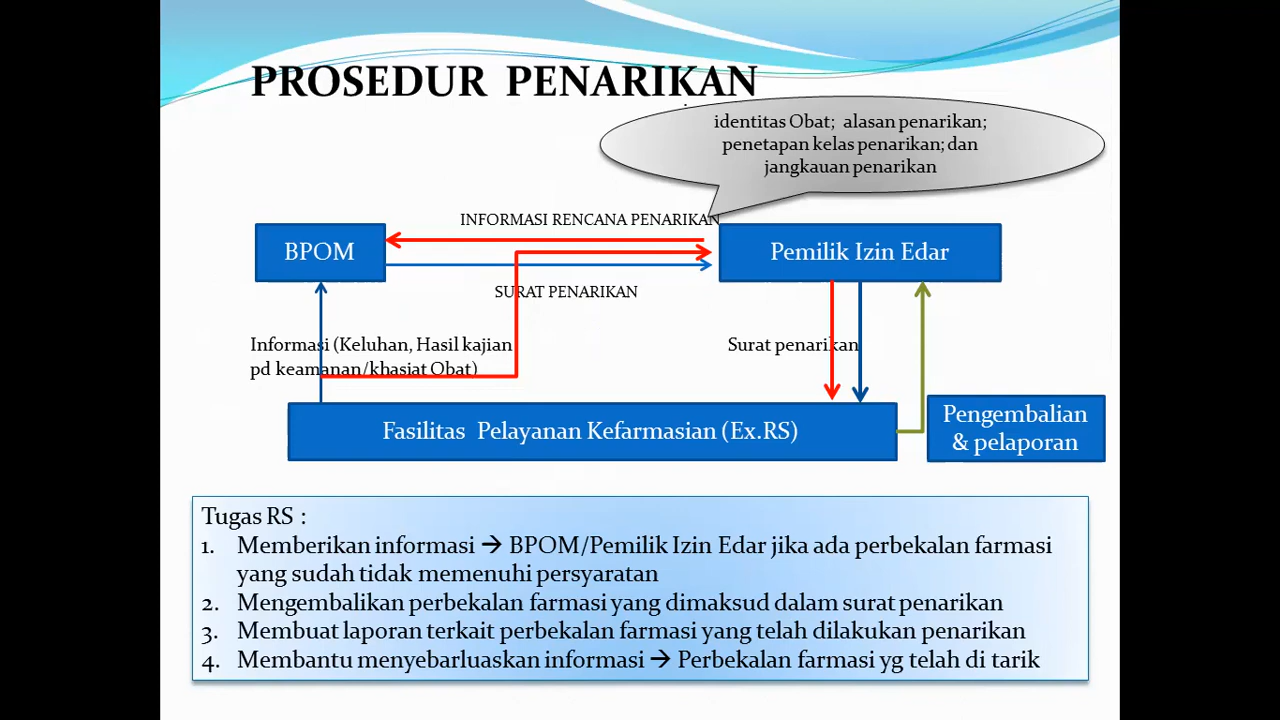 PROSEDUR PENARIKAN
identitas Obat; alasan penarikan;
penetapan kelas penarikan; dan
jangkauan penarikan
INFORMASI RENCANA PENARIKAN
BPOM
Pemilik Izin Edar
SURAT PENARIKAN
Informasi (Keluhan, Hasil kajian
pd keamanan/khasiat Obat)
Surat penarikan
Fasilitas Pelayanan Kefarmasian (Ex.RS)
Pengembalian
& pelaporan
Tugas RS :
1. Memberikan informasi → BPOM/Pemilik Izin Edar jika ada perbekalan farmasi
yang sudah tidak memenuhi persyaratan
2. Mengembalikan perbekalan farmasi yang dimaksud dalam surat penarikan
3. Membuat laporan terkait perbekalan farmasi yang telah dilakukan penarikan
4. Membantu menyebarluaskan informasi → Perbekalan farmasi yg telah di tarik